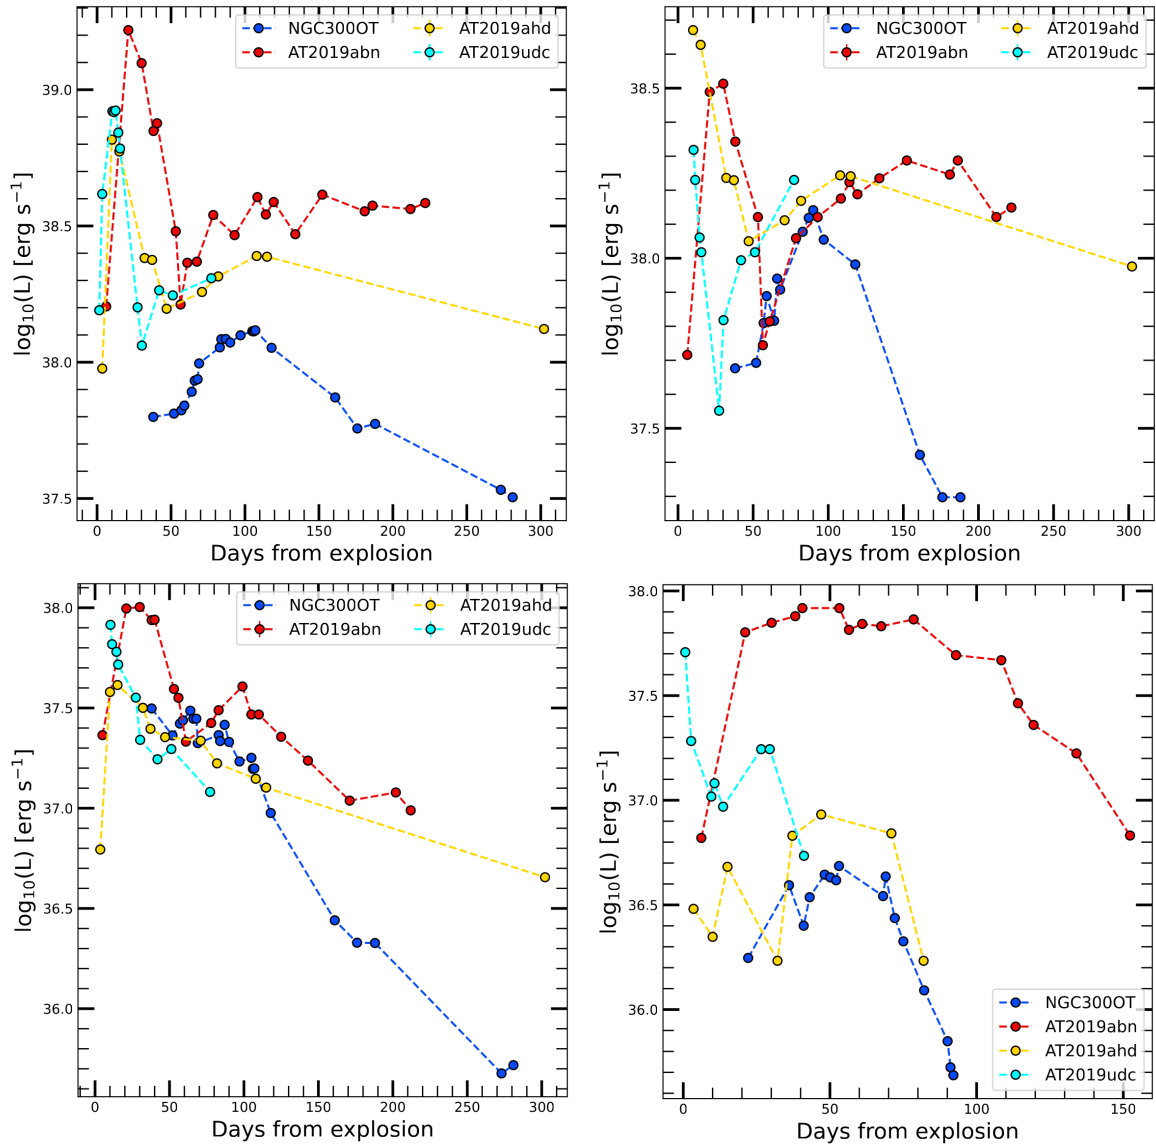 NGC300OT AT2019ahd
AT2019abn AT2019udc
39.0
38.5
38.0
37.5
log₁₀(L) [erg s⁻¹]
0 50 100 150 200 250 300
Days from explosion
NGC300OT AT2019ahd
AT2019abn AT2019udc
38.5
38.0
37.5
log₁₀(L) [erg s⁻¹]
0 50 100 150 200 250 300
Days from explosion
NGC300OT AT2019ahd
AT2019abn AT2019udc
38.0
37.5
37.0
36.5
36.0
log₁₀(L) [erg s⁻¹]
0 50 100 150 200 250 300
Days from explosion
38.0
37.5
37.0
36.5
36.0
log₁₀(L) [erg s⁻¹]
NGC300OT
AT2019abn
AT2019ahd
AT2019udc
0 50 100 150
Days from explosion